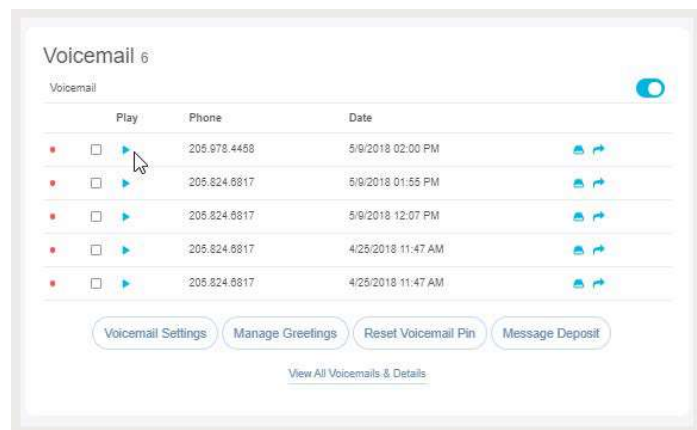 Voicemail 6
Voicemail
Play Phone Date
205.978.4458 5/9/2018 02:00 PM
205.824.6817 5/9/2018 01:55 PM
205.824.6817 5/9/2018 12:07 PM
205.824.6817 4/25/2018 11:47 AM
205.824.6817 4/25/2018 11:47 AM
Voicemail Settings Manage Greetings Reset Voicemail Pin Message Deposit
View All Voicemails & Details